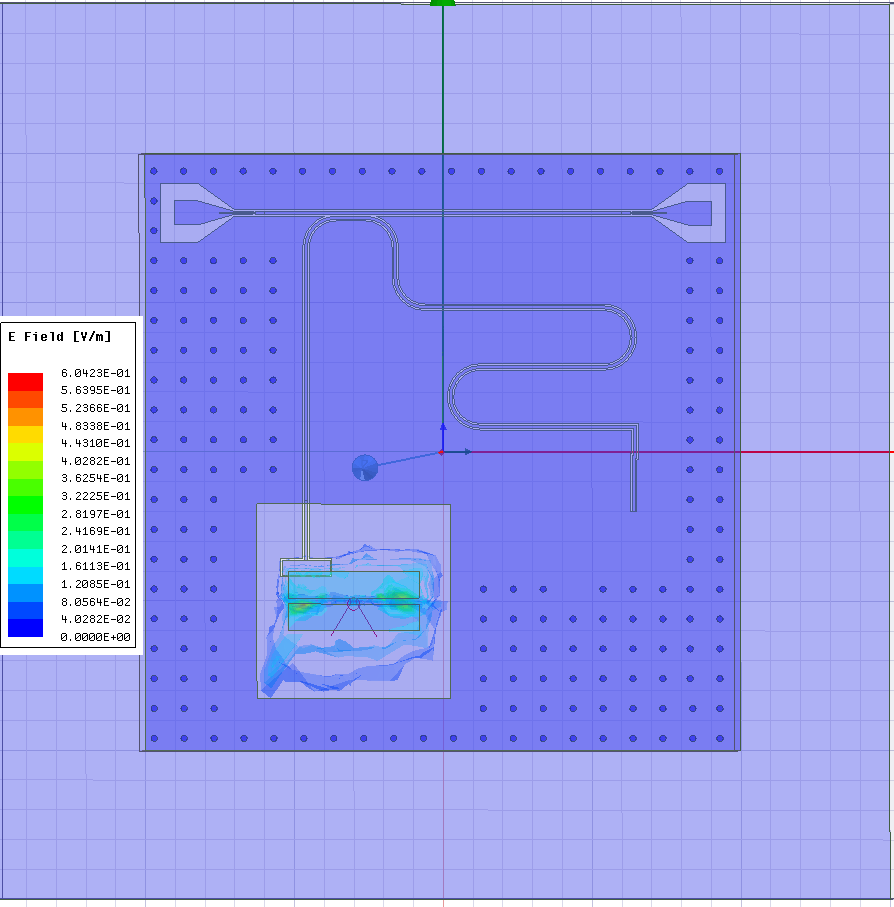 E Field [V/m]
6.0423E-01
5.6395E-01
5.2366E-01
4.8338E-01
4.4310E-01
4.0282E-01
3.6254E-01
3.2225E-01
2.8197E-01
2.4169E-01
2.0141E-01
1.6113E-01
1.2085E-01
8.0564E-02
4.0282E-02
0.0000E+00